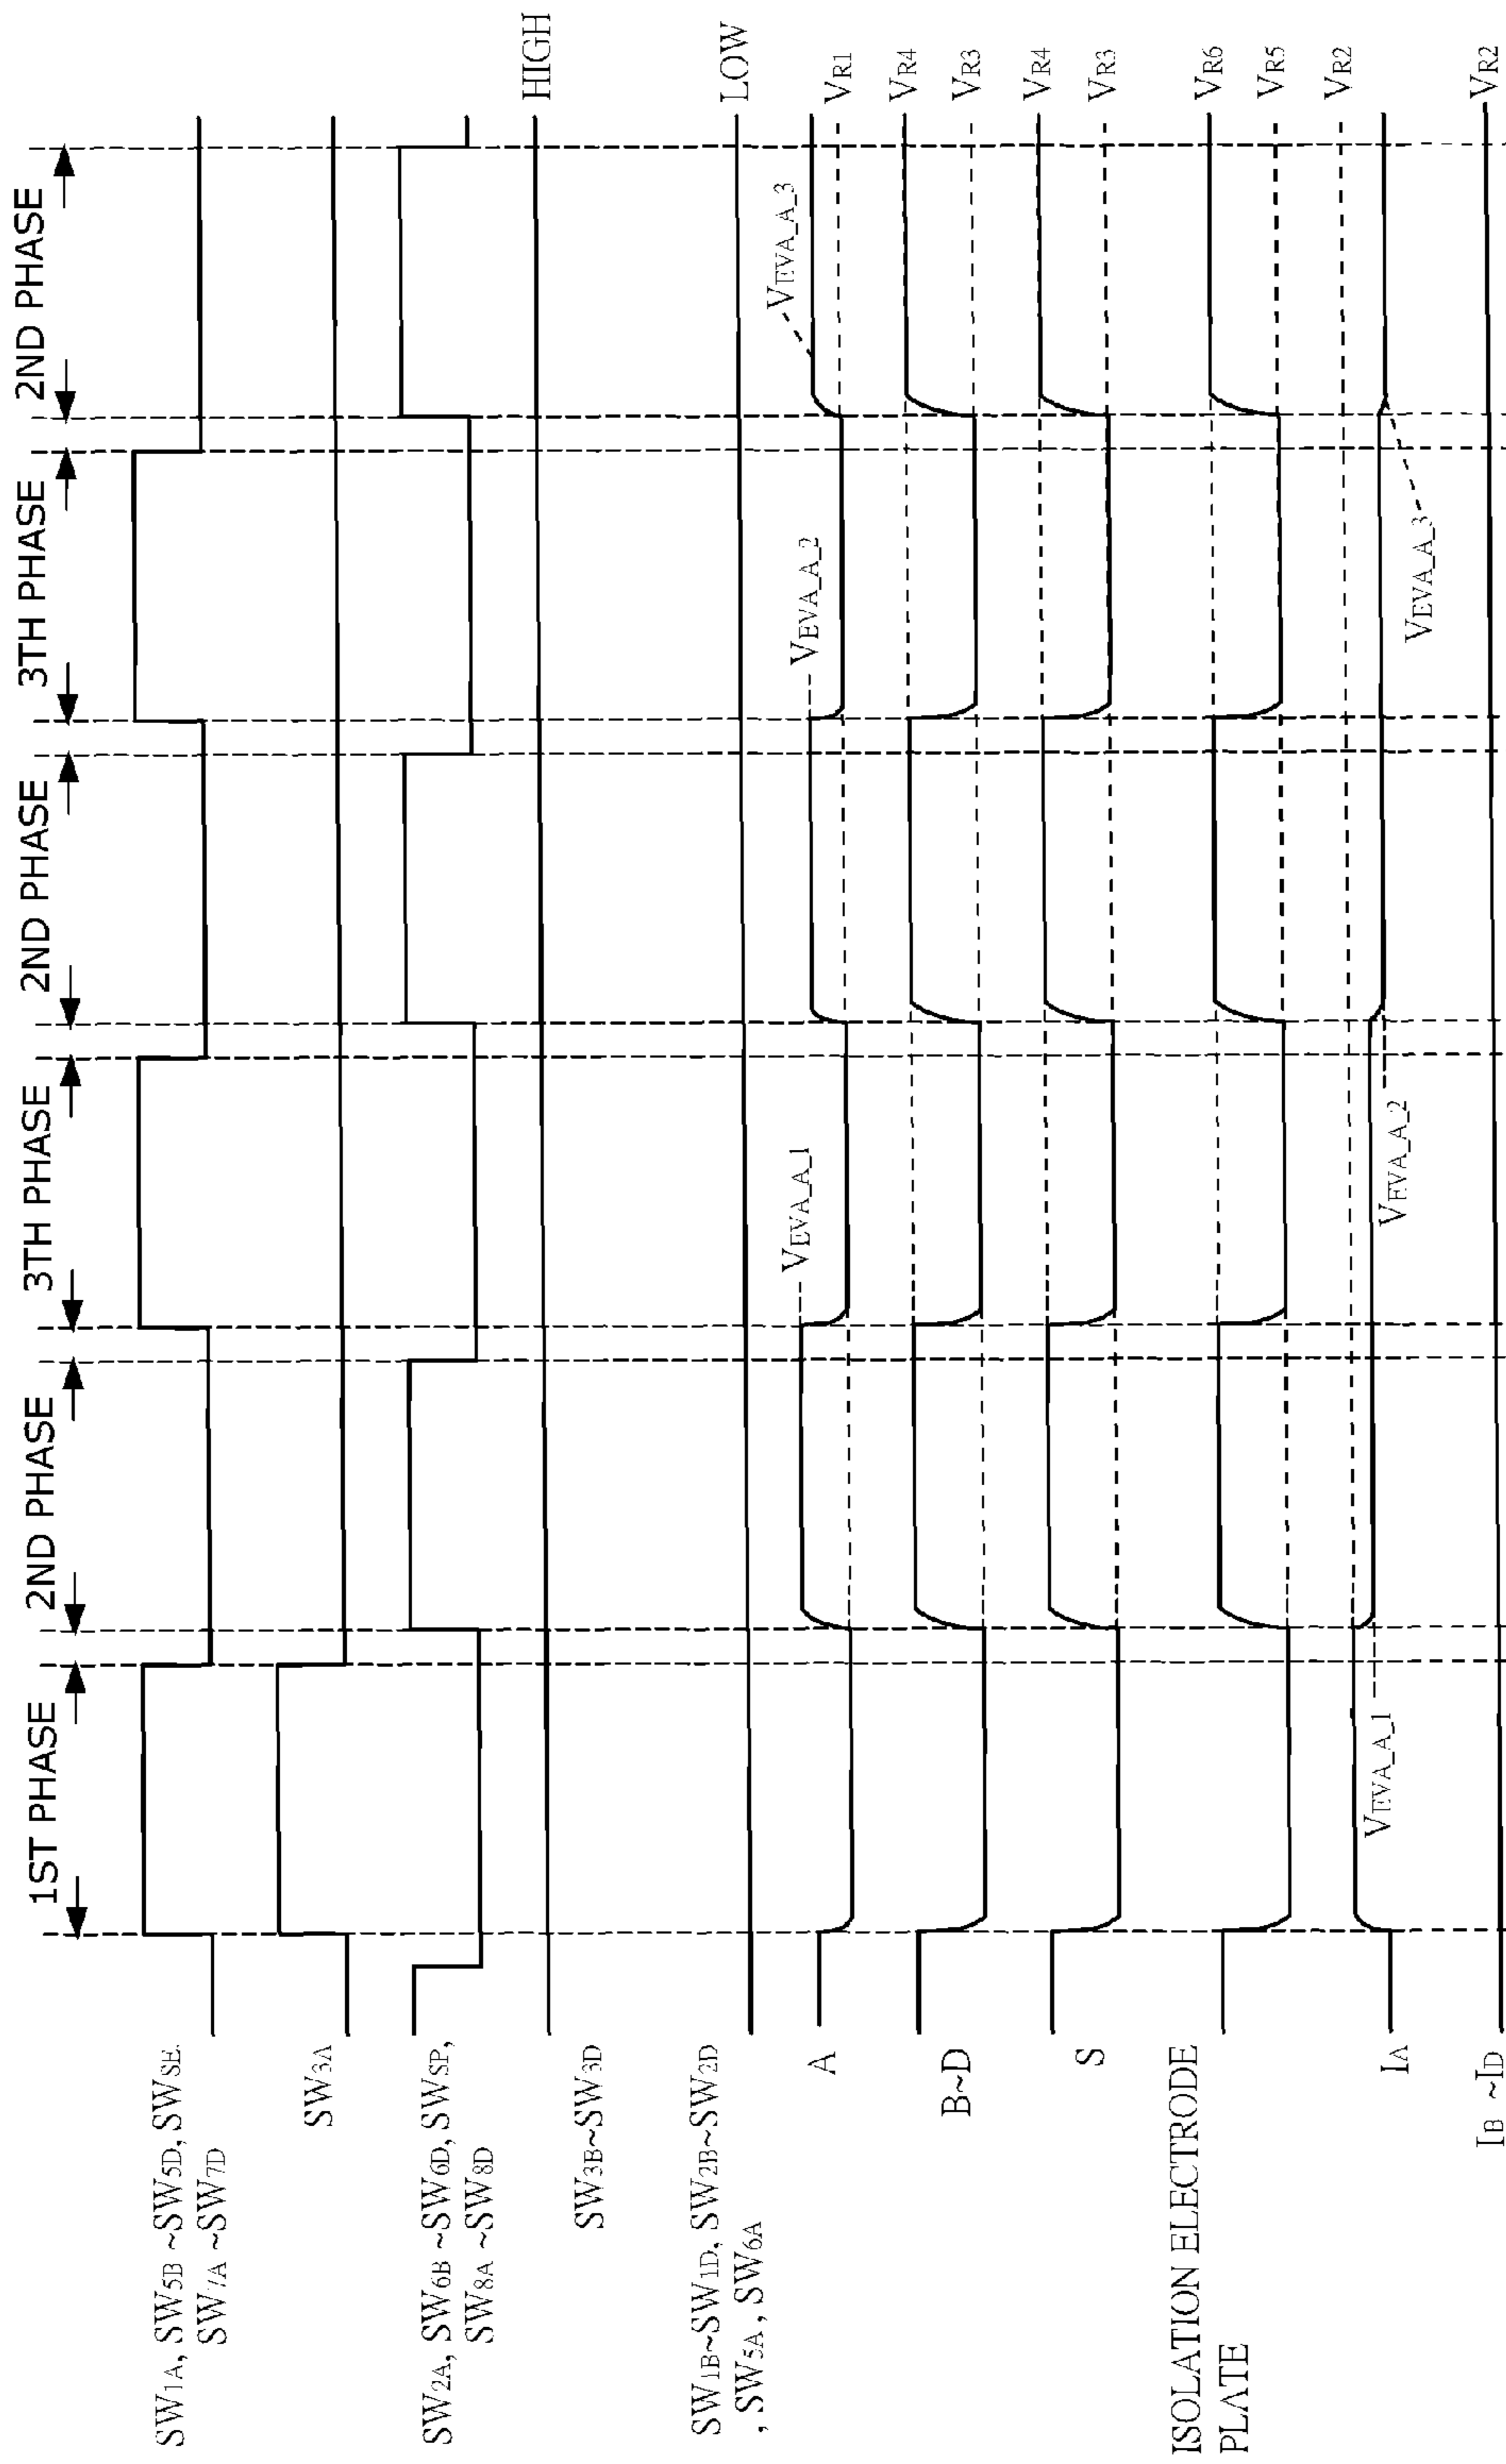 1ST PHASE
2ND PHASE
3TH PHASE
2ND PHASE
3TH PHASE
2ND PHASE
SW1A, SW5B ~SW5D, SWSE.
SW7A ~SW7D
SW3A
SW2A, SW6B ~SW6D, SWSP,
SW8A ~SW8D
SW3B~SW3D
HIGH
SW1B~SW1D, SW2B~SW2D
, SW5A , SW6A
LOW
A
VEVA_A_1
VEVA_A_2
VEVA_A_3
VR1
B~D
VR4
VR3
S
VR4
VR3
ISOLATION ELECTRODE
PLATE
VR6
VR5
IA
VEVA_A_1
VEVA_A_2
VEVA_A_3
VR2
IB ~ID
VR2